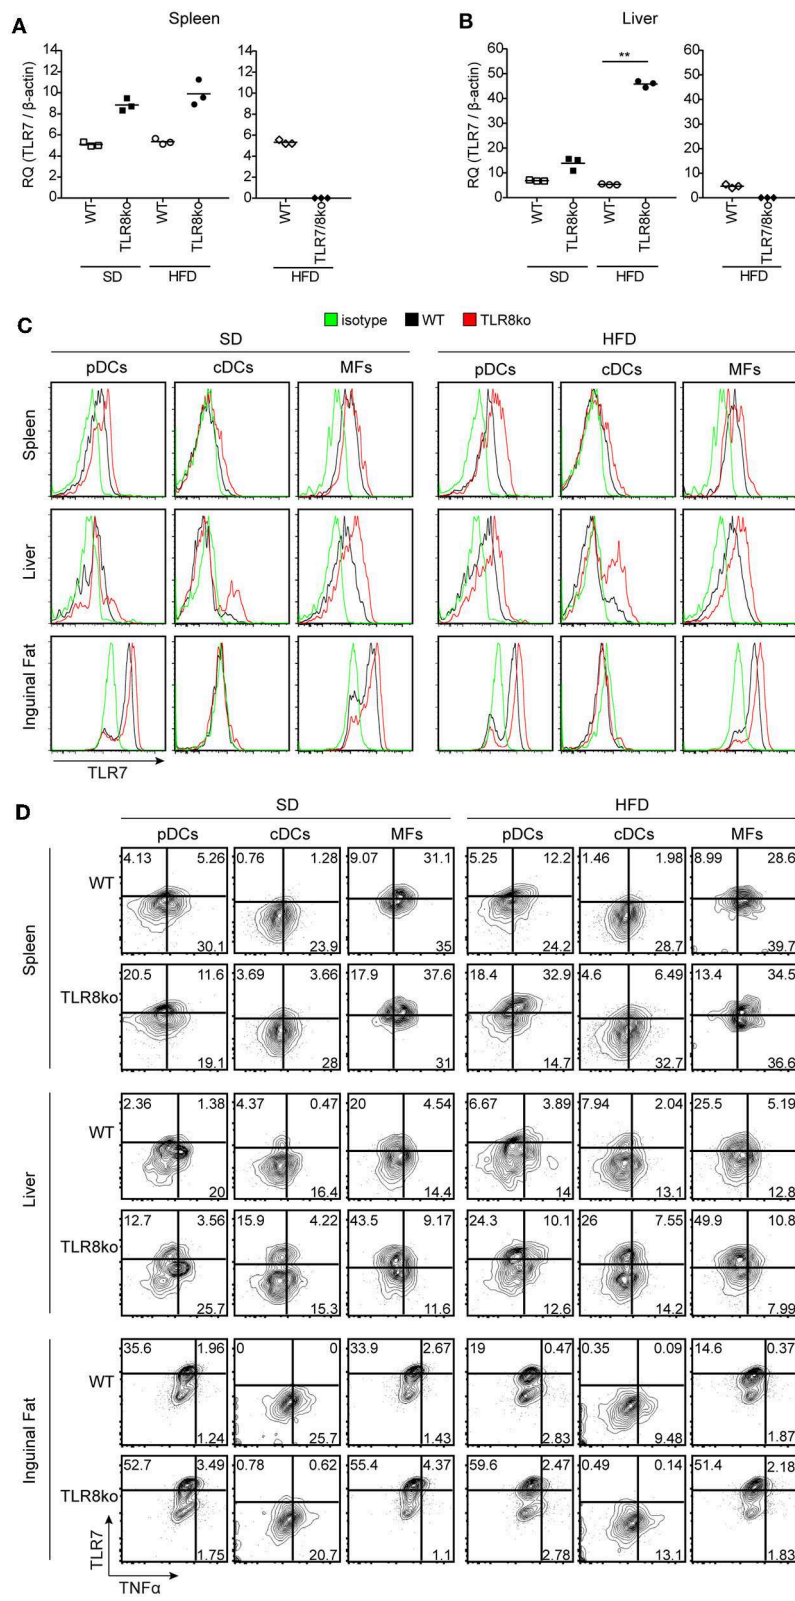 A
Spleen
RQ (TLR7 / β-actin)
14
12
10
8
6
4
2
0
WT
TLR8ko
WT
TLR8ko
SD
HFD
14
12
10
8
6
4
2
0
WT
TLR7/8ko
HFD
B
Liver
RQ (TLR7 / β-actin)
60
50
40
30
20
10
0
**
WT
TLR8ko
WT
TLR8ko
SD
HFD
60
50
40
30
20
10
0
WT
TLR7/8ko
HFD
C
isotype WT TLR8ko
SD HFD
pDCs cDCs MFs pDCs cDCs MFs
Spleen
Liver
Inguinal Fat
TLR7
D
SD HFD
pDCs cDCs MFs pDCs cDCs MFs
Spleen
WT
4.13 5.26 0.76 1.28 9.07 31.1 5.25 12.2 1.46 1.98 8.99 28.6
30.1 23.9 35 24.2 28.7 39.7
TLR8ko
20.5 11.6 3.69 3.66 17.9 37.6 18.4 32.9 4.6 6.49 13.4 34.5
19.1 28 31 14.7 32.7 36.6
Liver
WT
2.36 1.38 4.37 0.47 20 4.54 6.67 3.89 7.94 2.04 25.5 5.19
20 16.4 14.4 14 13.1 12.8
TLR8ko
12.7 3.56 15.9 4.22 43.5 9.17 24.3 10.1 26 7.55 49.9 10.8
25.7 15.3 11.6 12.6 14.2 7.99
Inguinal Fat
WT
35.6 1.96 0 0 33.9 2.67 19 0.47 0.35 0.09 14.6 0.37
1.24 25.7 1.43 2.83 9.48 1.87
TLR8ko
52.7 3.49 0.78 0.62 55.4 4.37 59.6 2.47 0.49 0.14 51.4 2.18
1.75 20.7 1.1 2.78 13.1 1.83
TLR7
TNFα